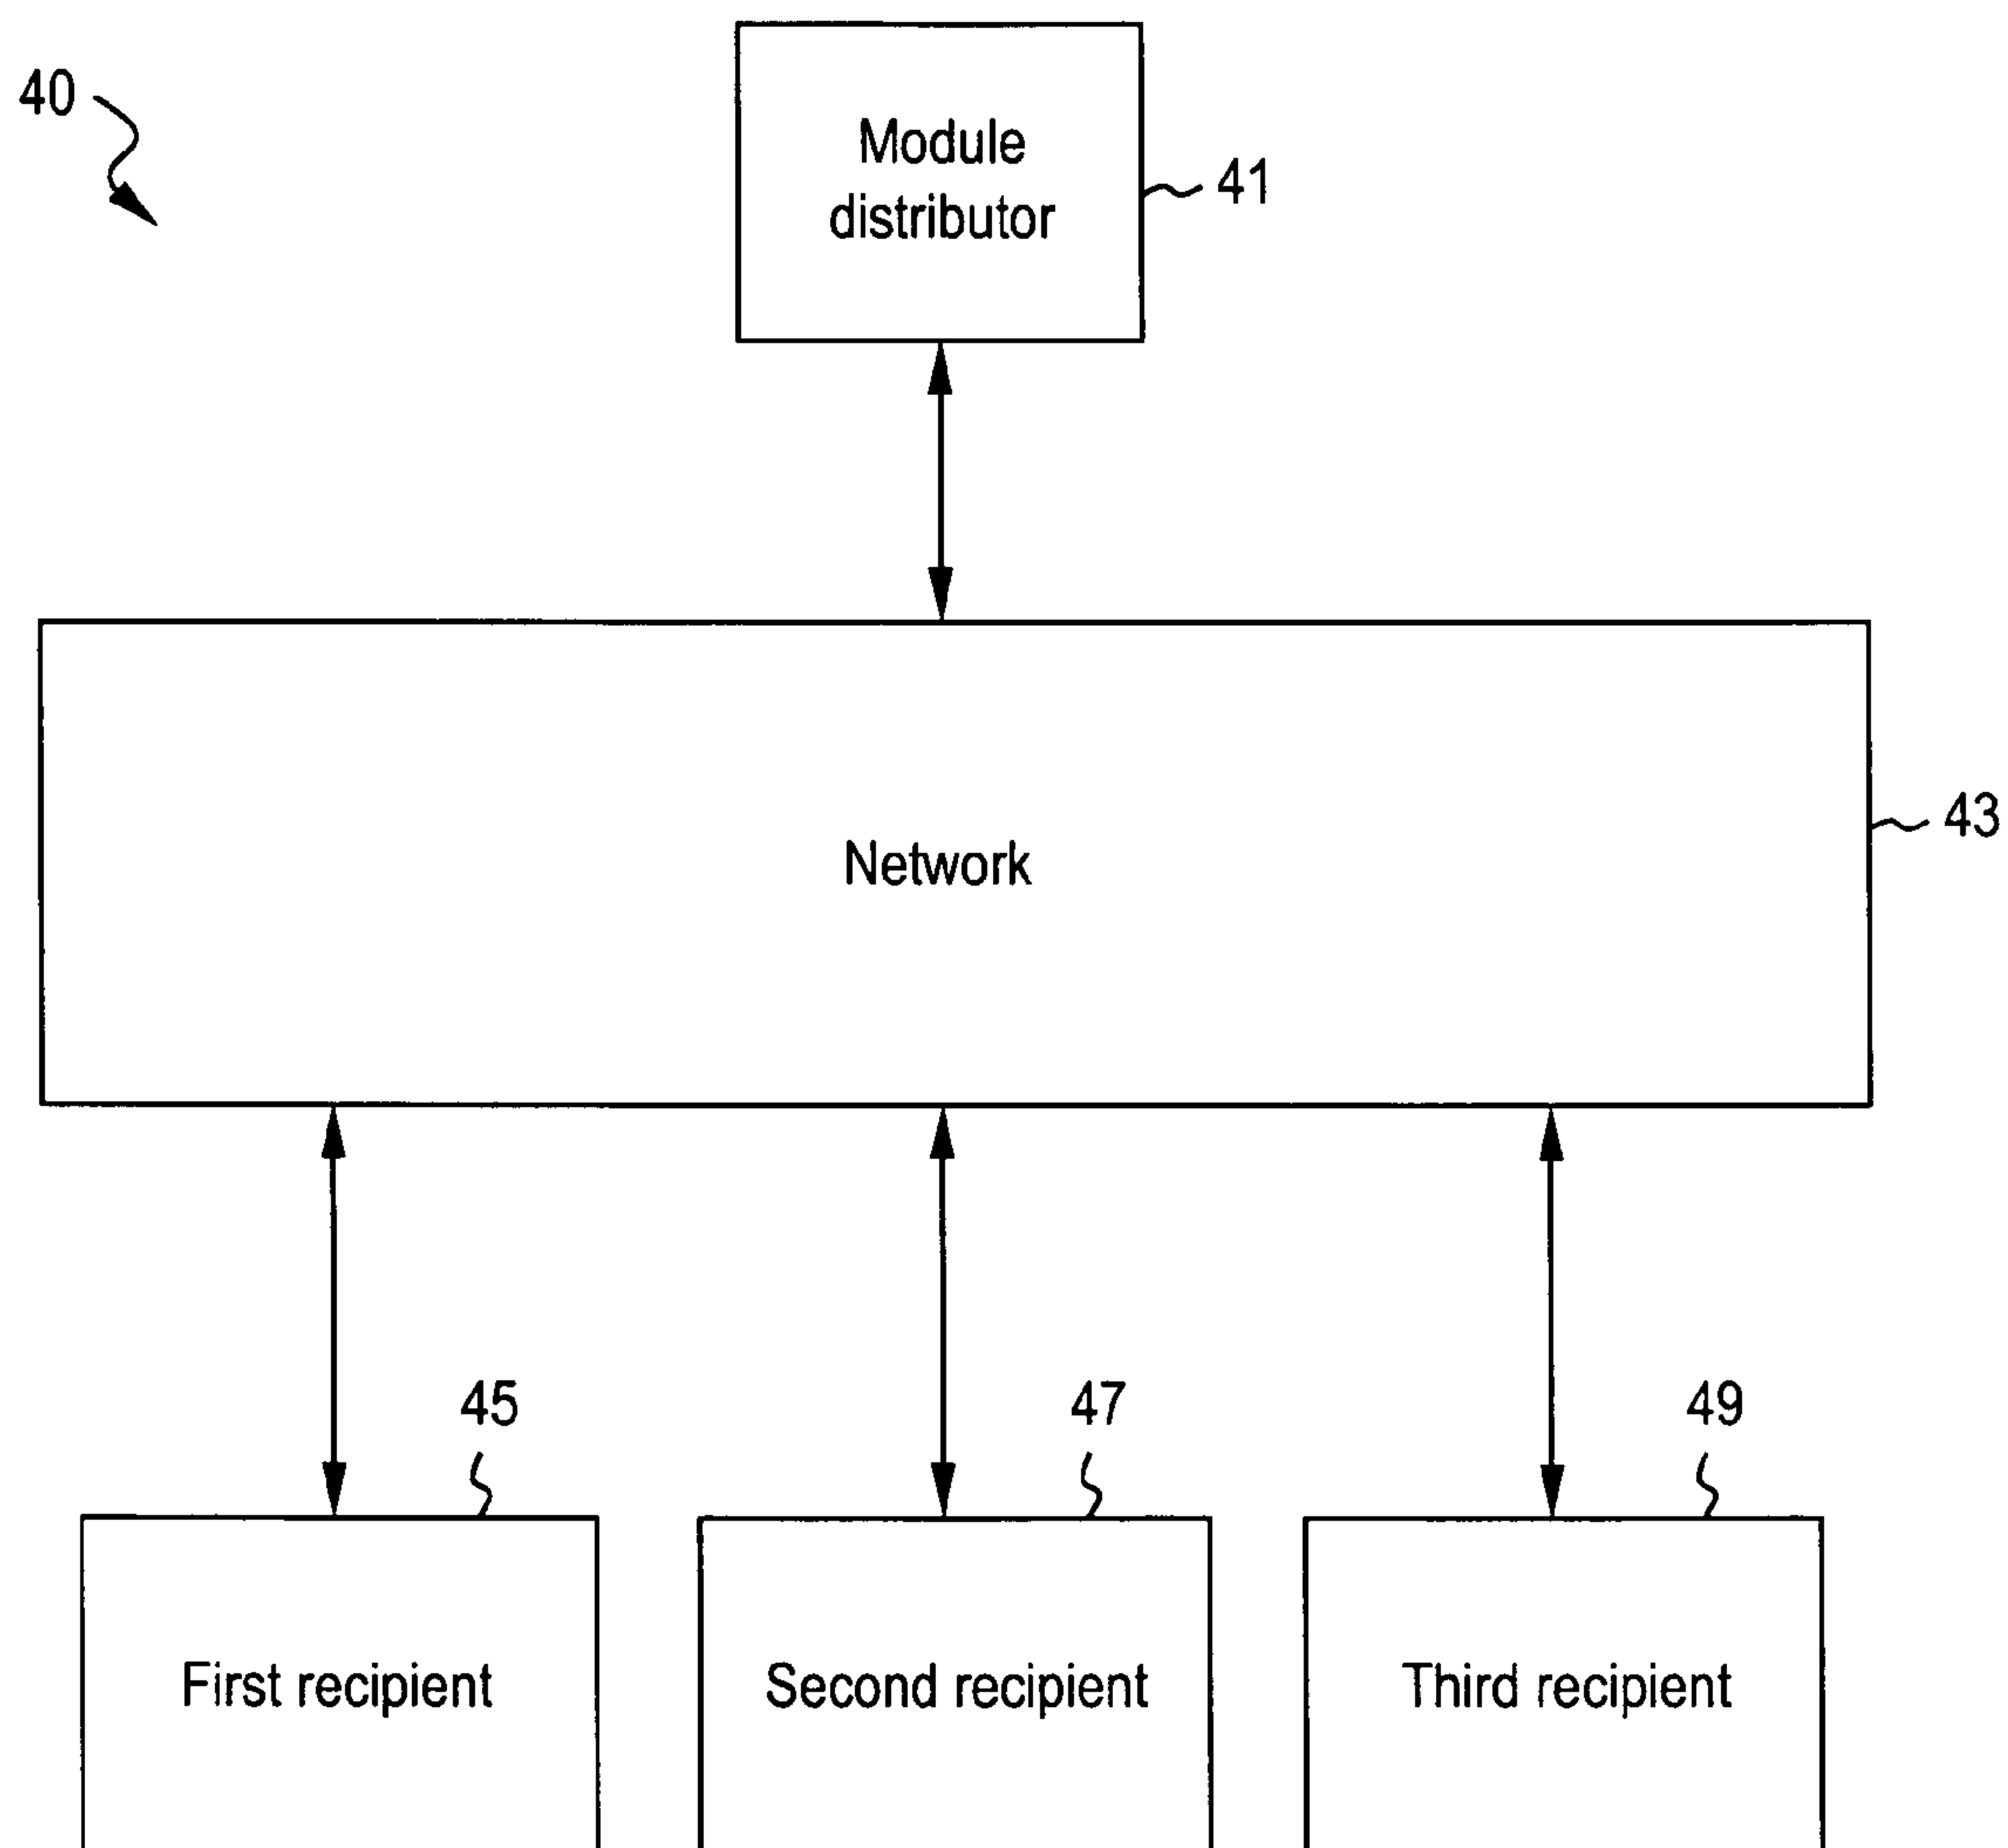 40
Module
distributor
41
Network
43
45
47
49
First recipient
Second recipient
Third recipient